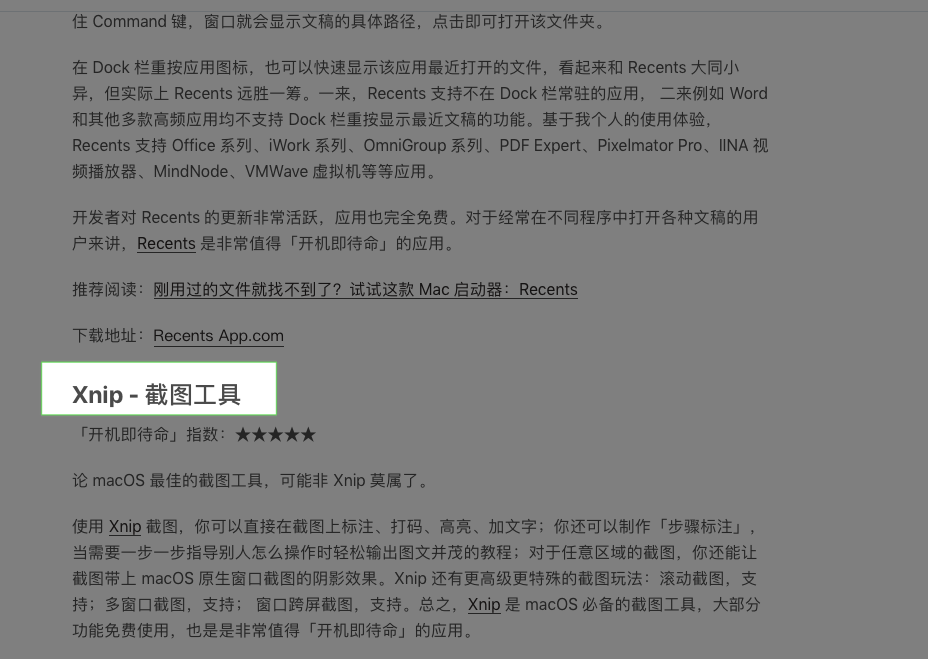 住 Command 键，窗口就会显示文稿的具体路径，点击即可打开该文件夹。
在 Dock 栏重按应用图标，也可以快速显示该应用最近打开的文件，看起来和 Recents 大同小
异，但实际上 Recents 远胜一筹。一来，Recents 支持不在 Dock 栏常驻的应用， 二来例如 Word
和其他多款高频应用均不支持 Dock 栏重按显示最近文稿的功能。基于我个人的使用体验，
Recents 支持 Office 系列、iWork 系列、OmniGroup 系列、PDF Expert、Pixelmator Pro、IINA 视
频播放器、MindNode、VMWave 虚拟机等等应用。
开发者对 Recents 的更新非常活跃，应用也完全免费。对于经常在不同程序中打开各种文稿的用
户来讲，Recents 是非常值得「开机即待命」的应用。
推荐阅读：刚用过的文件就找不到了？试试这款 Mac 启动器：Recents
下载地址：Recents App.com
Xnip - 截图工具
「开机即待命」指数：★★★★★
论 macOS 最佳的截图工具，可能非 Xnip 莫属了。
使用 Xnip 截图，你可以直接在截图上标注、打码、高亮、加文字；你还可以制作「步骤标注」，
当需要一步一步指导别人怎么操作时轻松输出图文并茂的教程；对于任意区域的截图，你还能让
截图带上 macOS 原生窗口截图的阴影效果。Xnip 还有更高级更特殊的截图玩法：滚动截图，支
持；多窗口截图，支持； 窗口跨屏截图，支持。总之，Xnip 是 macOS 必备的截图工具，大部分
功能免费使用，也是是非常值得「开机即待命」的应用。